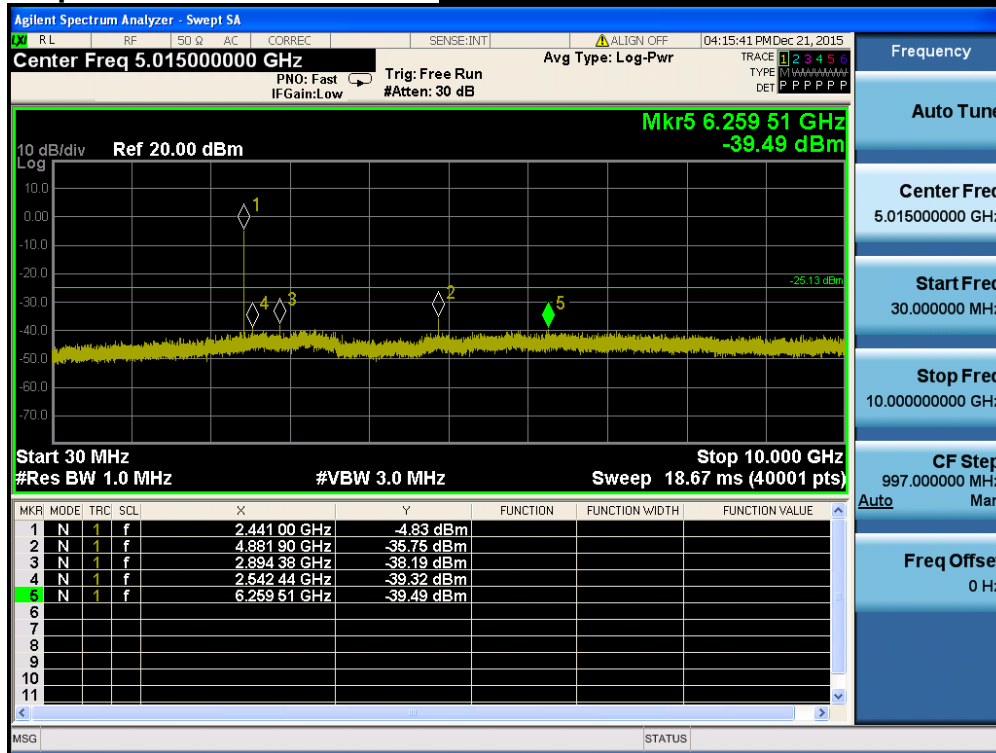 Agilent Spectrum Analyzer - Swept SA
LXI RL RF 50 Ω AC CORREC SENSE:INT ALIGN OFF 04:15:41 PM Dec 21, 2015
Center Freq 5.015000000 GHz
PNO: Fast
IFGain:Low
Trig: Free Run
#Atten: 30 dB
Avg Type: Log-Pwr
TRACE 1 2 3 4 5 6
TYPE M
DET P P P P P P
Mkr5 6.259 51 GHz
-39.49 dBm
10 dB/div Ref 20.00 dBm
Log
10.0
0.00
-10.0
-20.0
-30.0
-40.0
-50.0
-60.0
-70.0
1
4
3
2
5
-25.13 dBm
Start 30 MHz Stop 10.000 GHz
#Res BW 1.0 MHz #VBW 3.0 MHz Sweep 18.67 ms (40001 pts)
MKR MODE TRC SCL X Y FUNCTION FUNCTION WIDTH FUNCTION VALUE
1 N 1 f 2.441 00 GHz -4.83 dBm
2 N 1 f 4.881 90 GHz -35.75 dBm
3 N 1 f 2.894 38 GHz -38.19 dBm
4 N 1 f 2.542 44 GHz -39.32 dBm
5 N 1 f 6.259 51 GHz -39.49 dBm
6
7
8
9
10
11
MSG STATUS
Frequency
Auto Tune
Center Freq
5.015000000 GHz
Start Freq
30.000000 MHz
Stop Freq
10.000000000 GHz
CF Step
997.000000 MHz
Auto Man
Freq Offset
0 Hz